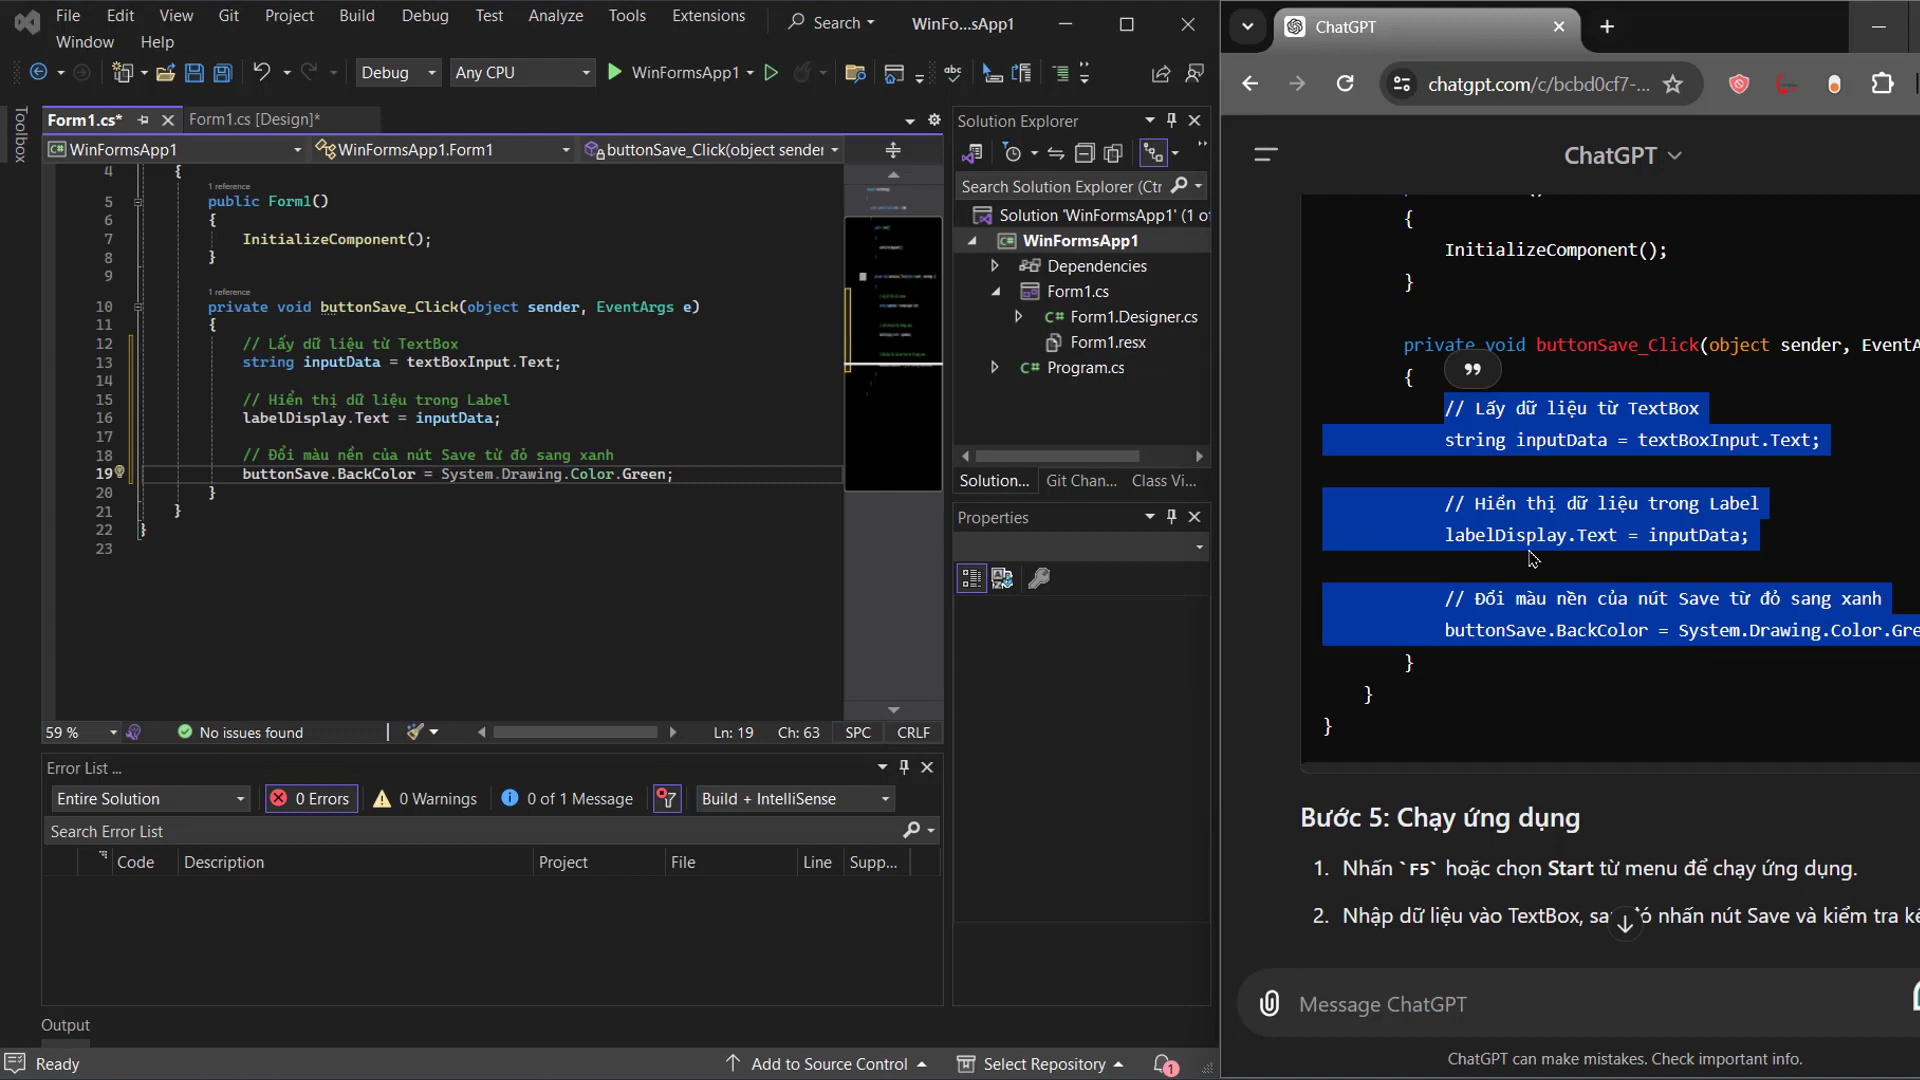 File Edit View Git Project Build Debug Test Analyze Tools Extensions Search WinFo...sApp1
Window Help
Debug Any CPU WinFormsApp1
Toolbox
Form1.cs* Form1.cs [Design]*
WinFormsApp1 WinFormsApp1.Form1 buttonSave_Click(object sender
4 {
1 reference
5 public Form1()
6 {
7 InitializeComponent();
8 }
9
1 reference
10 private void buttonSave_Click(object sender, EventArgs e)
11 {
12 // Lấy dữ liệu từ TextBox
13 string inputData = textBoxInput.Text;
14
15 // Hiển thị dữ liệu trong Label
16 labelDisplay.Text = inputData;
17
18 // Đổi màu nền của nút Save từ đỏ sang xanh
19 buttonSave.BackColor = System.Drawing.Color.Green;
20 }
21 }
22 }
23
59 % No issues found Ln: 19 Ch: 63 SPC CRLF
Error List ...
Entire Solution 0 Errors 0 Warnings 0 of 1 Message Build + IntelliSense
Search Error List
Code Description Project File Line Supp...
Output
Ready Add to Source Control Select Repository 1
Solution Explorer
Search Solution Explorer (Ctr
Solution 'WinFormsApp1' (1 o
WinFormsApp1
Dependencies
Form1.cs
Form1.Designer.cs
Form1.resx
Program.cs
Solution... Git Chan... Class Vi...
Properties
ChatGPT
chatgpt.com/c/bcbd0cf7-...
ChatGPT
{
InitializeComponent();
}
private void buttonSave_Click(object sender, EventA
{
// Lấy dữ liệu từ TextBox
string inputData = textBoxInput.Text;
// Hiển thị dữ liệu trong Label
labelDisplay.Text = inputData;
// Đổi màu nền của nút Save từ đỏ sang xanh
buttonSave.BackColor = System.Drawing.Color.Gre
}
}
}
Bước 5: Chạy ứng dụng
1. Nhấn `F5` hoặc chọn Start từ menu để chạy ứng dụng.
2. Nhập dữ liệu vào TextBox, sa đó nhấn nút Save và kiểm tra kế
Message ChatGPT
ChatGPT can make mistakes. Check important info.